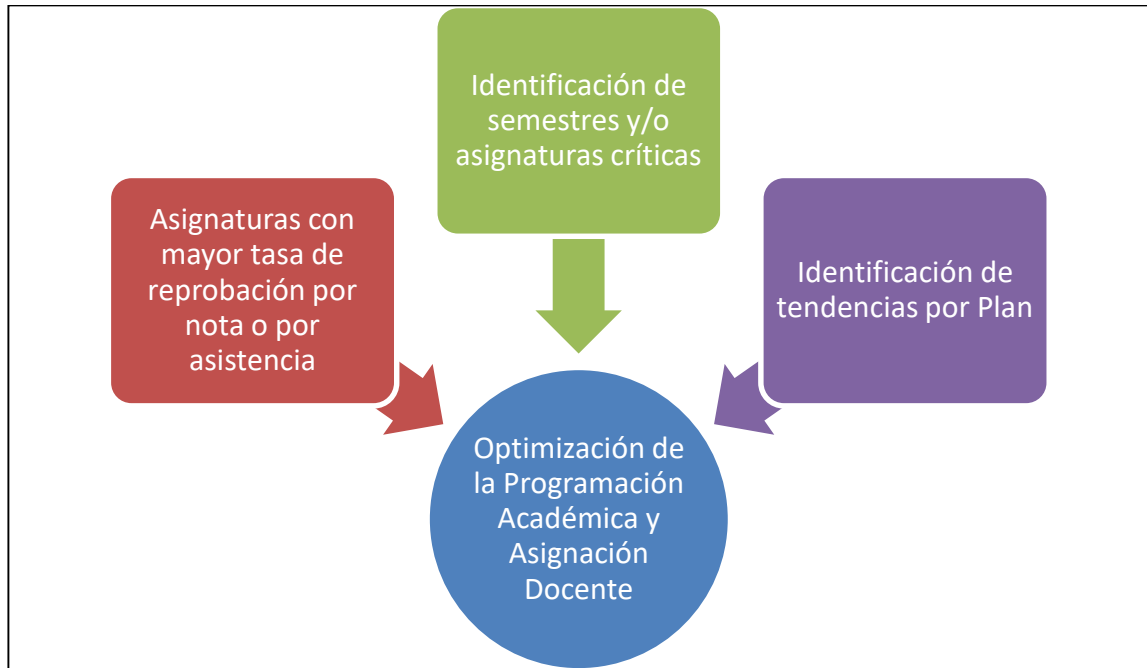 Identificación de
semestres y/o
asignaturas críticas
Asignaturas con
mayor tasa de
reprobación por
nota o por
asistencia
Identificación de
tendencias por Plan
Optimización de
la Programación
Académica y
Asignación
Docente